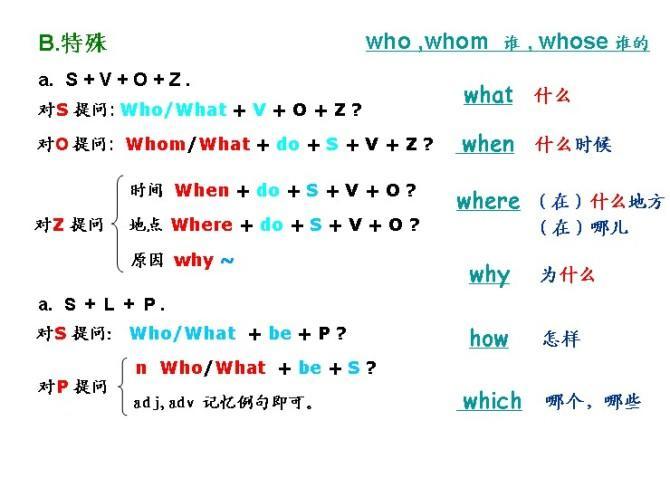 B.特殊
who ,whom 谁 , whose 谁的
a. S + V + O + Z .
对S 提问: Who/What + V + O + Z ?
对O 提问: Whom/What + do + S + V + Z ?
对Z 提问
时间 When + do + S + V + O ?
地点 Where + do + S + V + O ?
原因 why ~
a. S + L + P .
对S 提问: Who/What + be + P ?
对P 提问
n Who/What + be + S ?
adj,adv 记忆例句即可。
what 什么
when 什么时候
where （在）什么地方
（在）哪儿
why 为什么
how 怎样
which 哪个，哪些